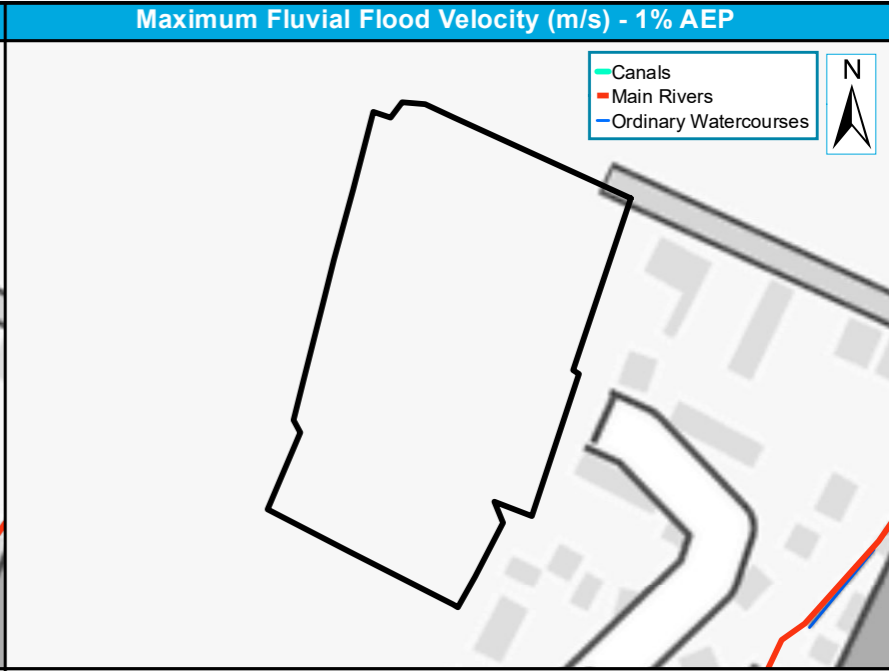 Maximum Fluvial Flood Velocity (m/s) - 1% AEP
Canals
Main Rivers
Ordinary Watercourses
N